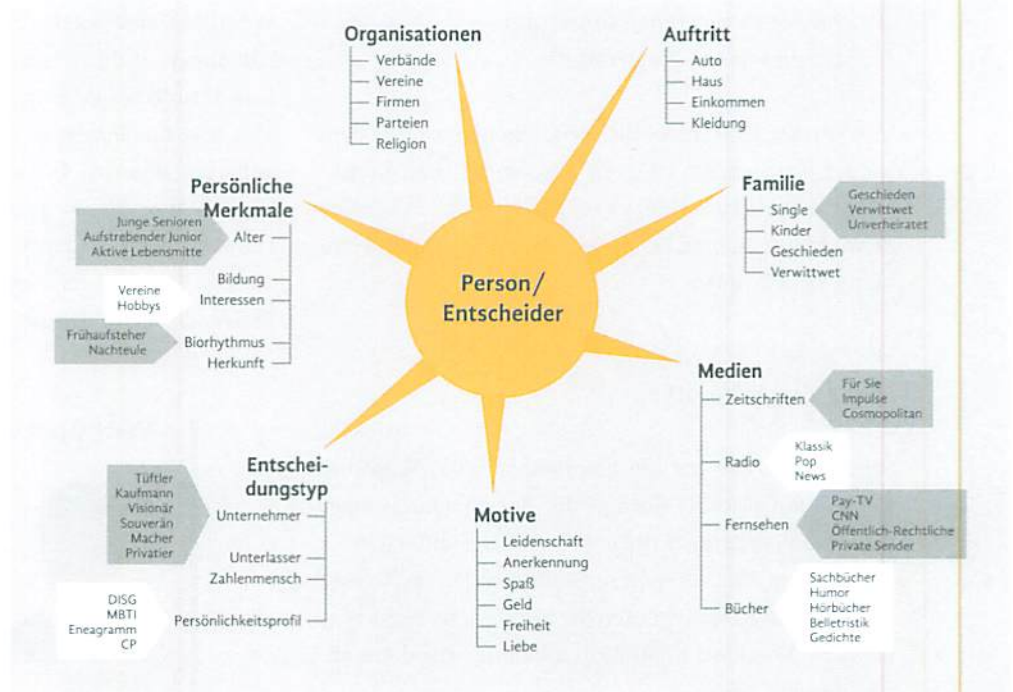 Organisationen
Verbände
Vereine
Firmen
Parteien
Religion
Auftritt
Auto
Haus
Einkommen
Kleidung
Persönliche
Merkmale
Junge Senioren
Aufstrebender Junior
Aktive Lebensmitte
Alter
Bildung
Vereine
Hobbys
Interessen
Frühaufsteher
Nachteule
Biorhythmus
Herkunft
Familie
Single
Kinder
Geschieden
Verwittwet
Geschieden
Verwittwet
Unverheiratet
Person/
Entscheider
Medien
Zeitschriften
Für Sie
Impulse
Cosmopolitan
Radio
Klassik
Pop
News
Fernsehen
Pay-TV
CNN
Öffentlich-Rechtliche
Private Sender
Bücher
Sachbücher
Humor
Hörbücher
Belletristik
Gedichte
Entschei-
dungstyp
Tüftler
Kaufmann
Visionär
Souverän
Macher
Privatier
Unternehmer
Unterlasser
Zahlenmensch
DISG
MBTI
Eneagramm
CP
Persönlichkeitsprofil
Motive
Leidenschaft
Anerkennung
Spaß
Geld
Freiheit
Liebe